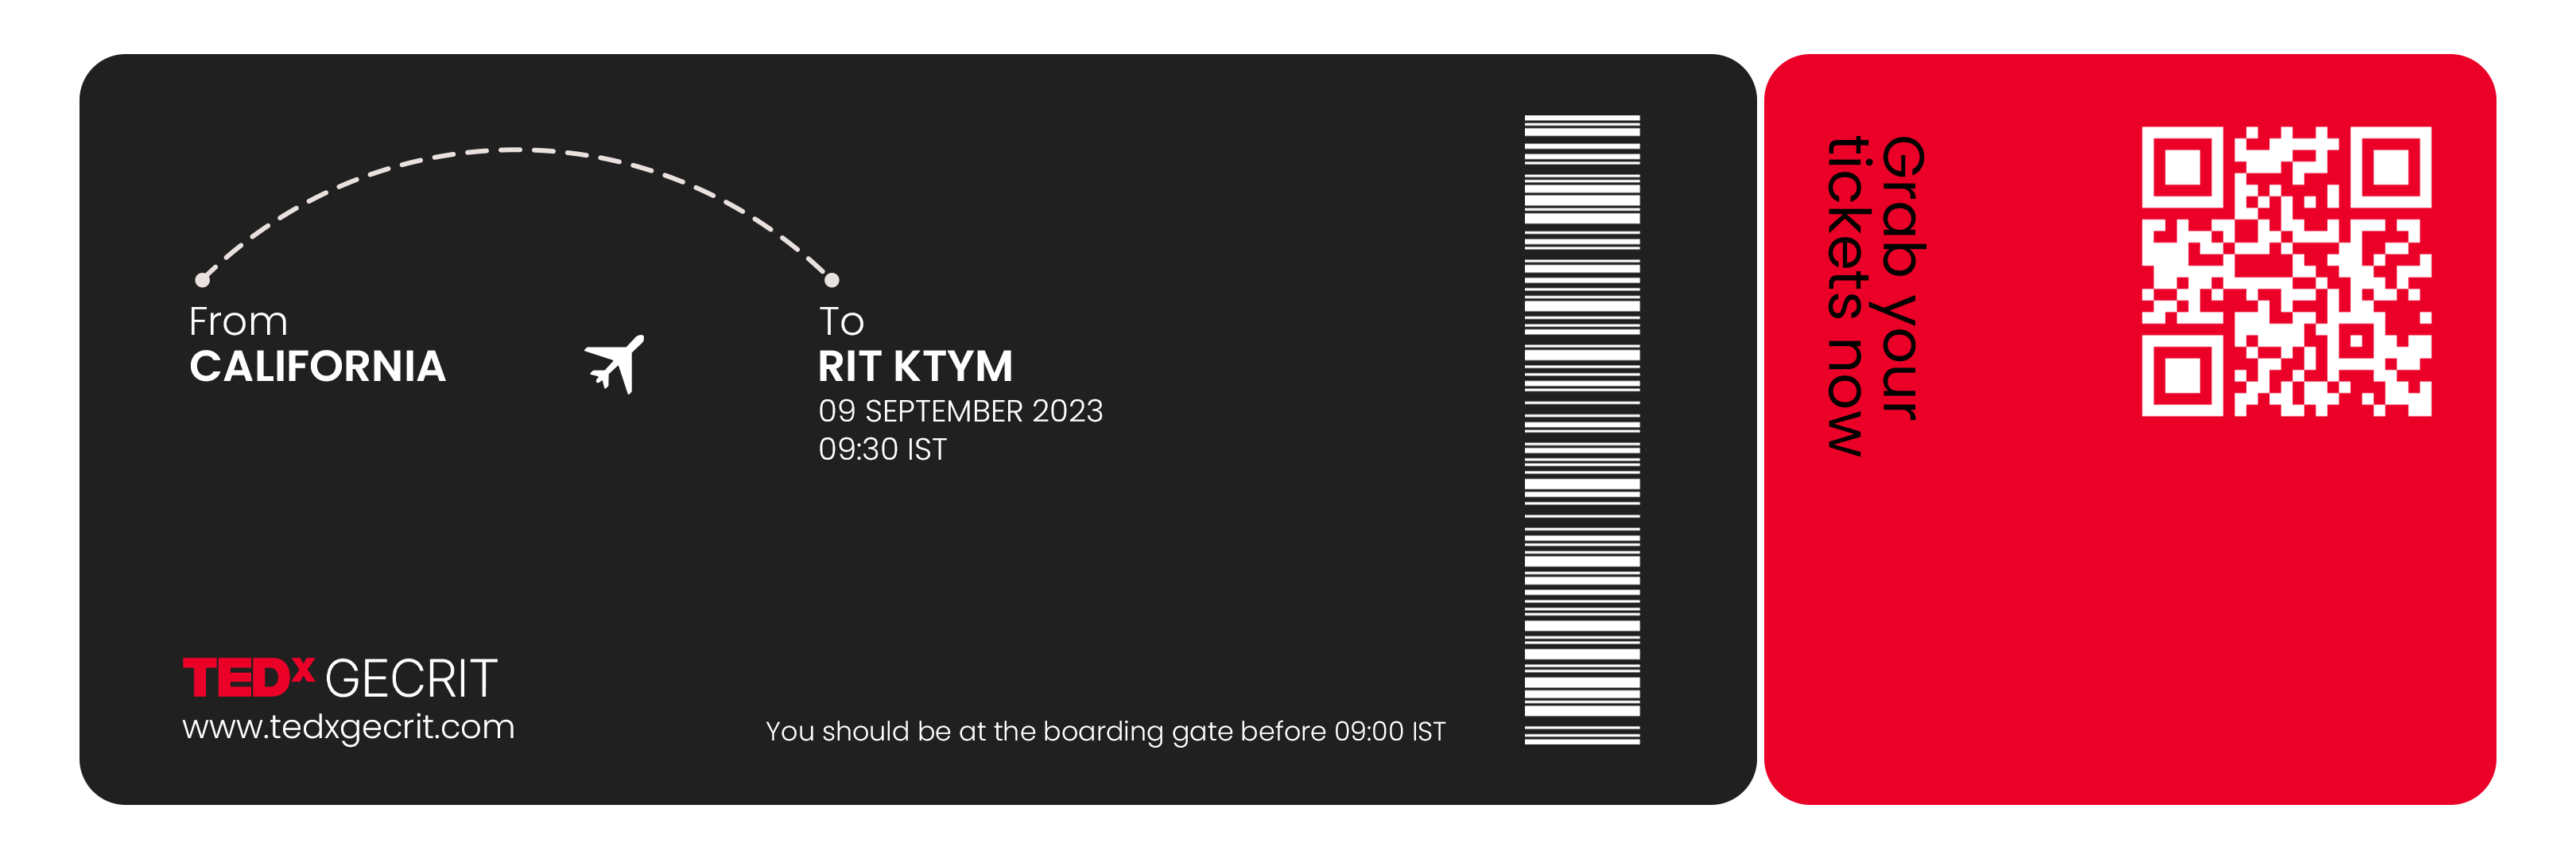 From
CALIFORNIA
To
RIT KTYM
09 SEPTEMBER 2023
09:30 IST
TEDx GECRIT
www.tedxgecrit.com
You should be at the boarding gate before 09:00 IST
Grab your
tickets now